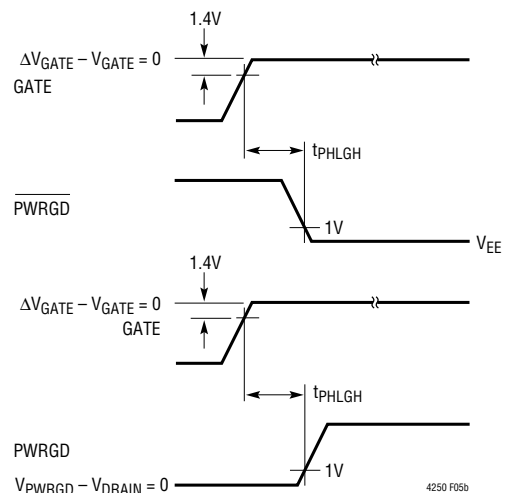 1.4V
ΔVGATE – VGATE = 0
GATE
tPHLGH
PWRGD
1V
VEE
1.4V
ΔVGATE – VGATE = 0
GATE
tPHLGH
PWRGD
1V
VPWRGD – VDRAIN = 0
4250 F05b